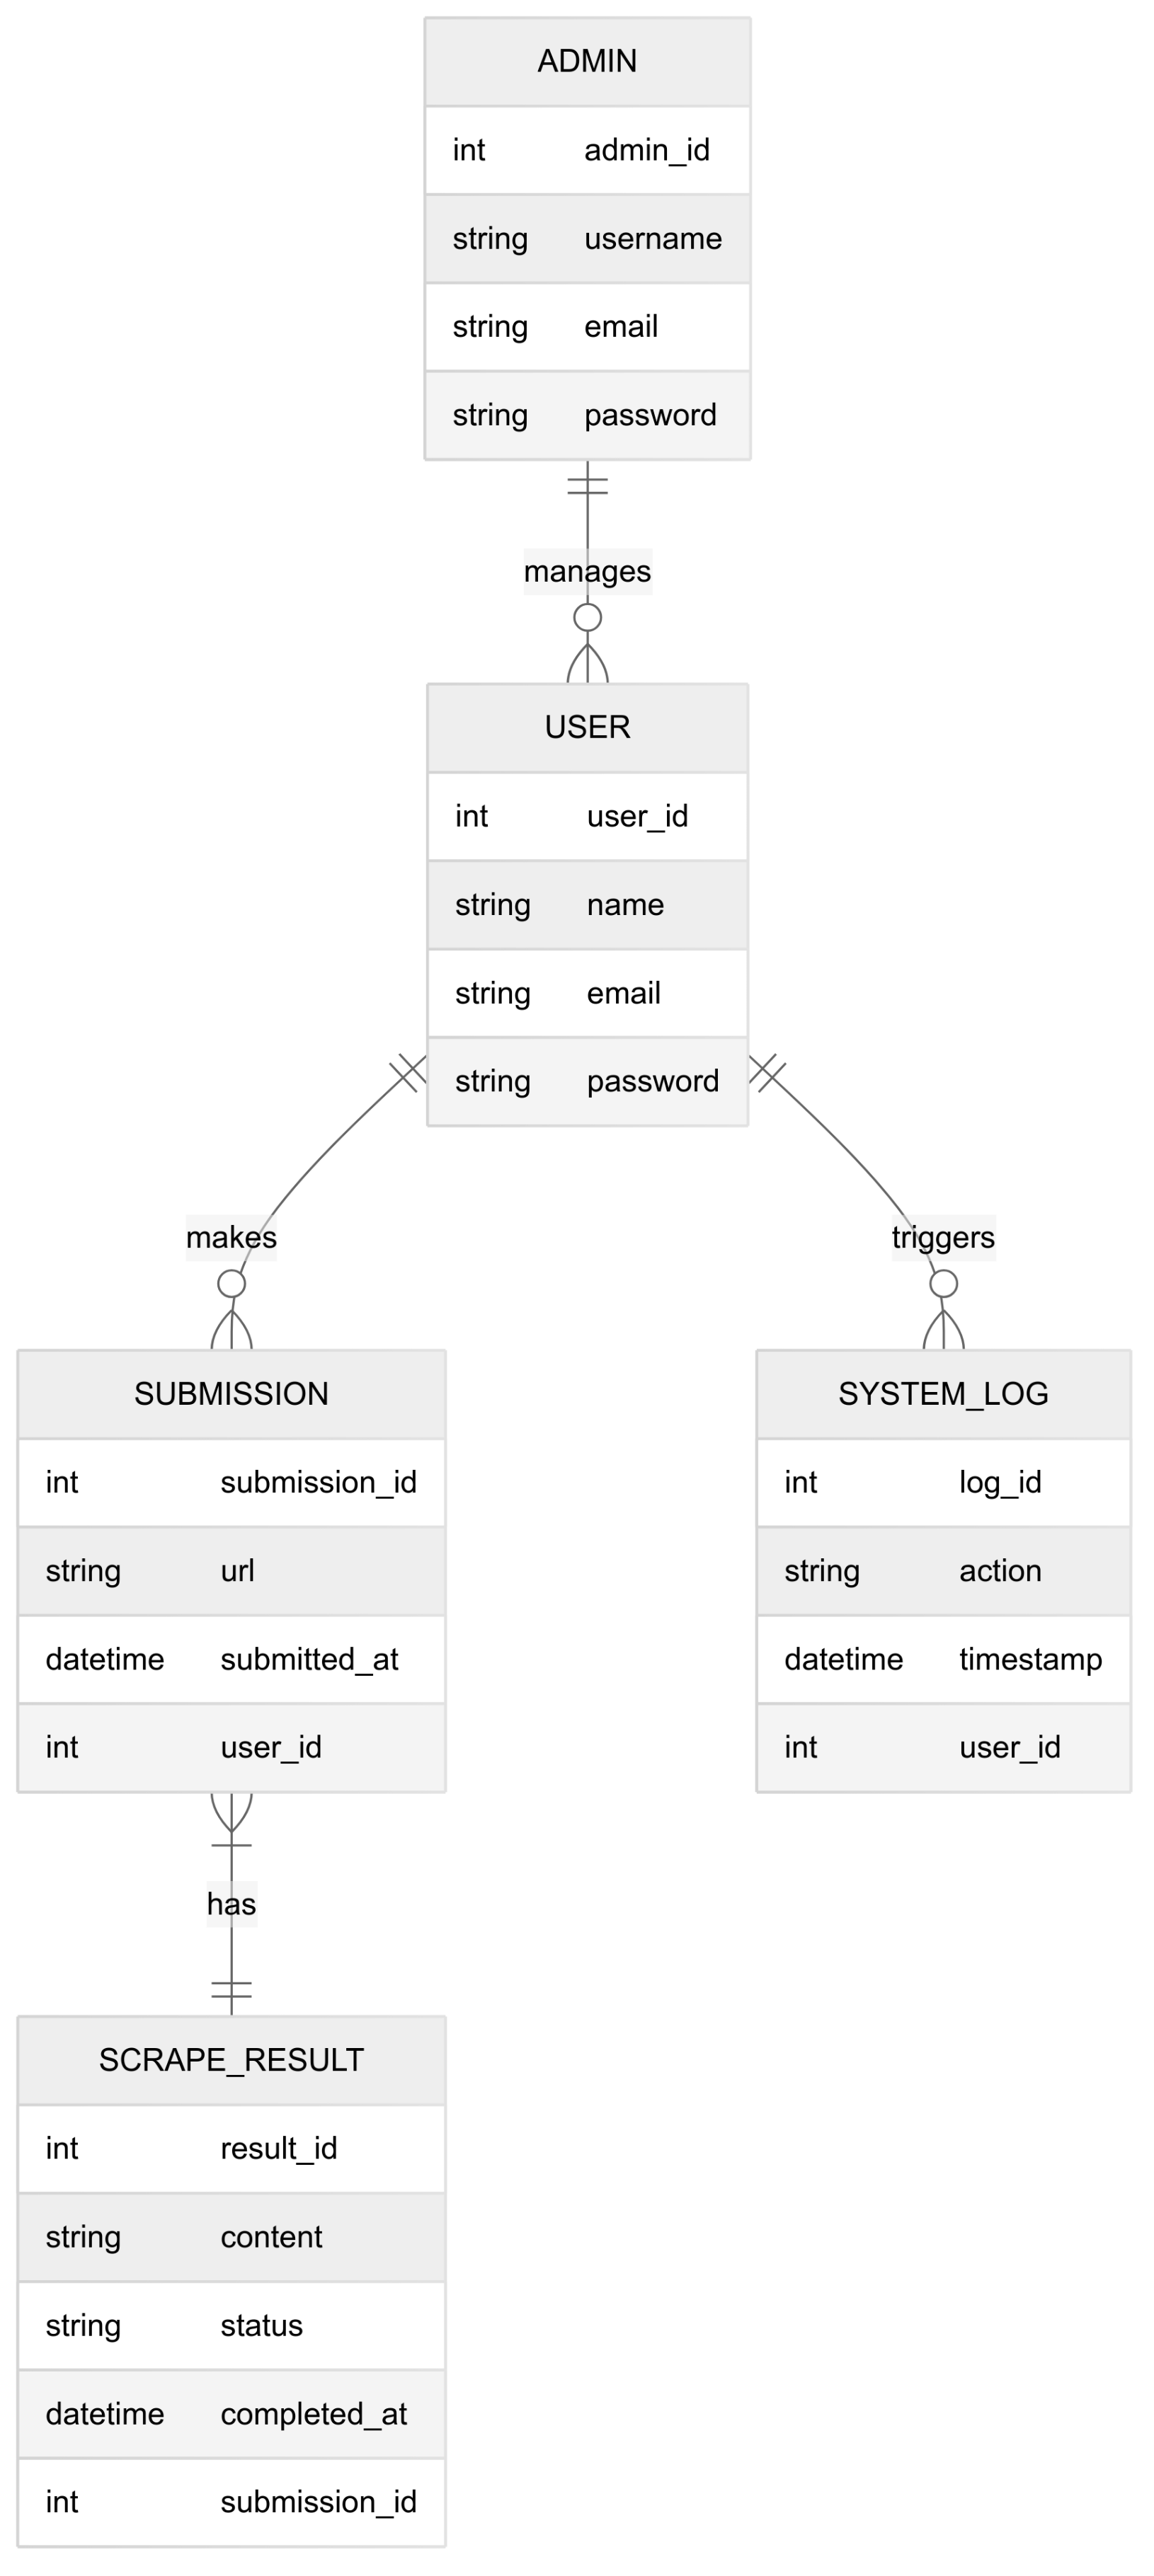 ADMIN
int admin_id
string username
string email
string password
manages
USER
int user_id
string name
string email
string password
makes triggers
SUBMISSION SYSTEM_LOG
int submission_id int log_id
string url string action
datetime submitted_at datetime timestamp
int user_id int user_id
has
SCRAPE_RESULT
int result_id
string content
string status
datetime completed_at
int submission_id